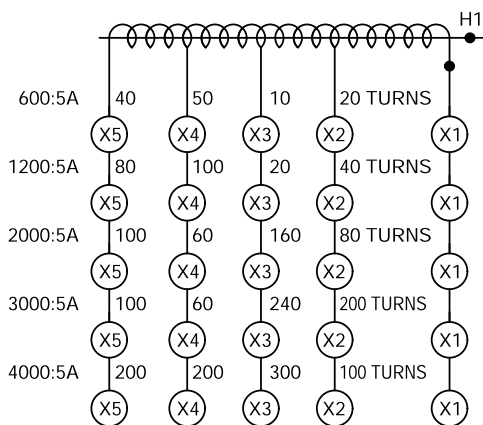 H1
600:5A 40 50 10 20 TURNS
X5 X4 X3 X2 X1
1200:5A 80 100 20 40 TURNS
X5 X4 X3 X2 X1
2000:5A 100 60 160 80 TURNS
X5 X4 X3 X2 X1
3000:5A 100 60 240 200 TURNS
X5 X4 X3 X2 X1
4000:5A 200 200 300 100 TURNS
X5 X4 X3 X2 X1